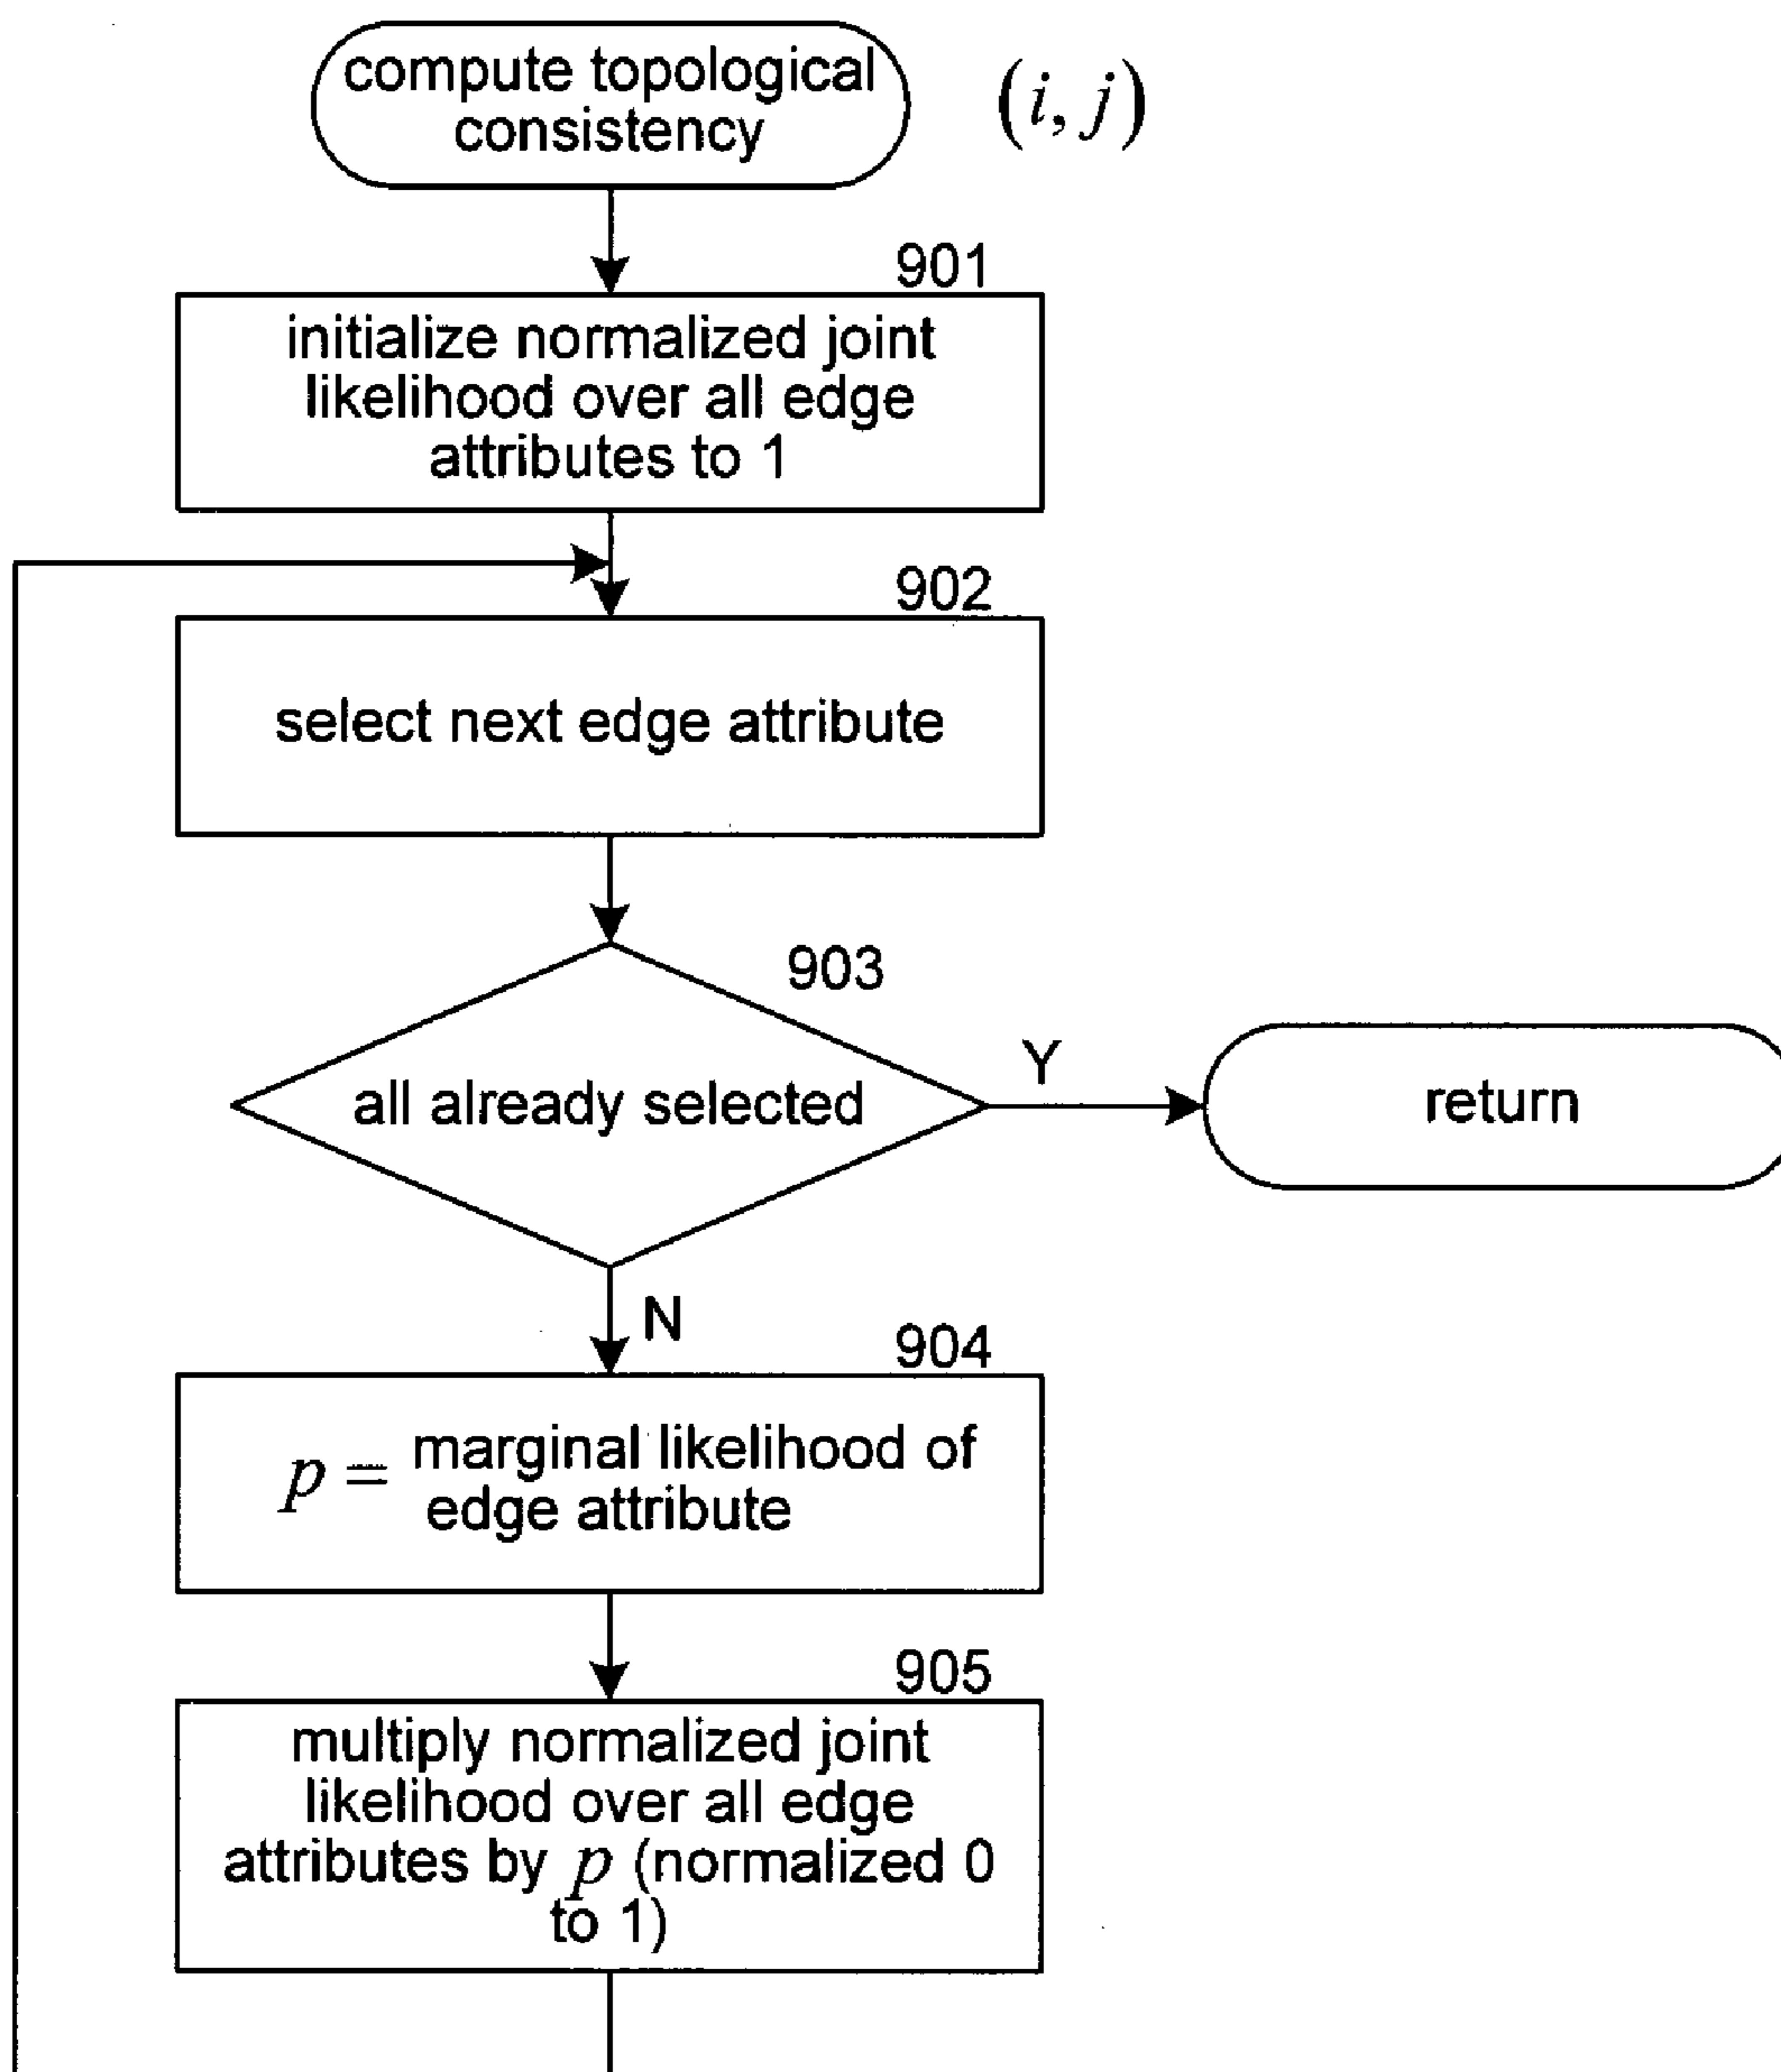 compute topological
consistency
(i, j)
901
initialize normalized joint
likelihood over all edge
attributes to 1
902
select next edge attribute
903
all already selected
Y
return
N
904
p = marginal likelihood of
edge attribute
905
multiply normalized joint
likelihood over all edge
attributes by p (normalized 0
to 1)